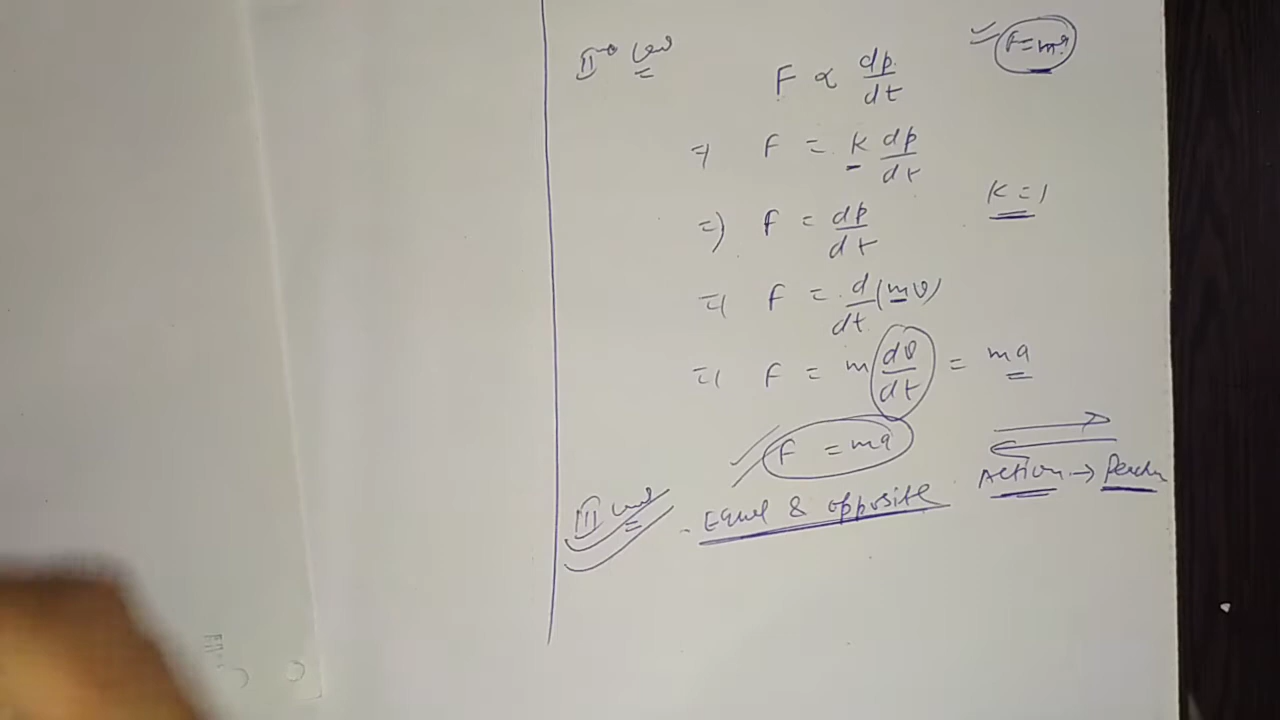 II law F = ma
F ∝ dp/dt
⇒ F = k dp/dt
⇒ F = dp/dt K = 1
⇒ F = d/dt (mv)
⇒ F = m dv/dt = ma
F = ma
III law - Equal & opposite Action →